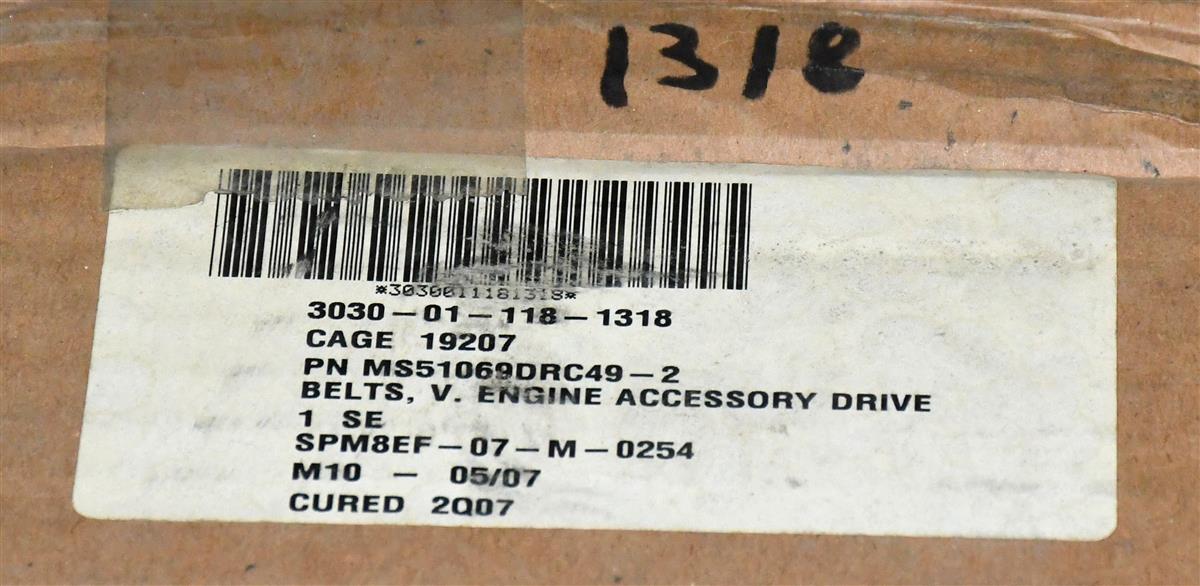 1318
*3030011181318*
3030-01-118-1318
CAGE 19207
PN MS51069DRC49-2
BELTS, V. ENGINE ACCESSORY DRIVE
1 SE
SPM8EF-07-M-0254
M10 - 05/07
CURED 2Q07